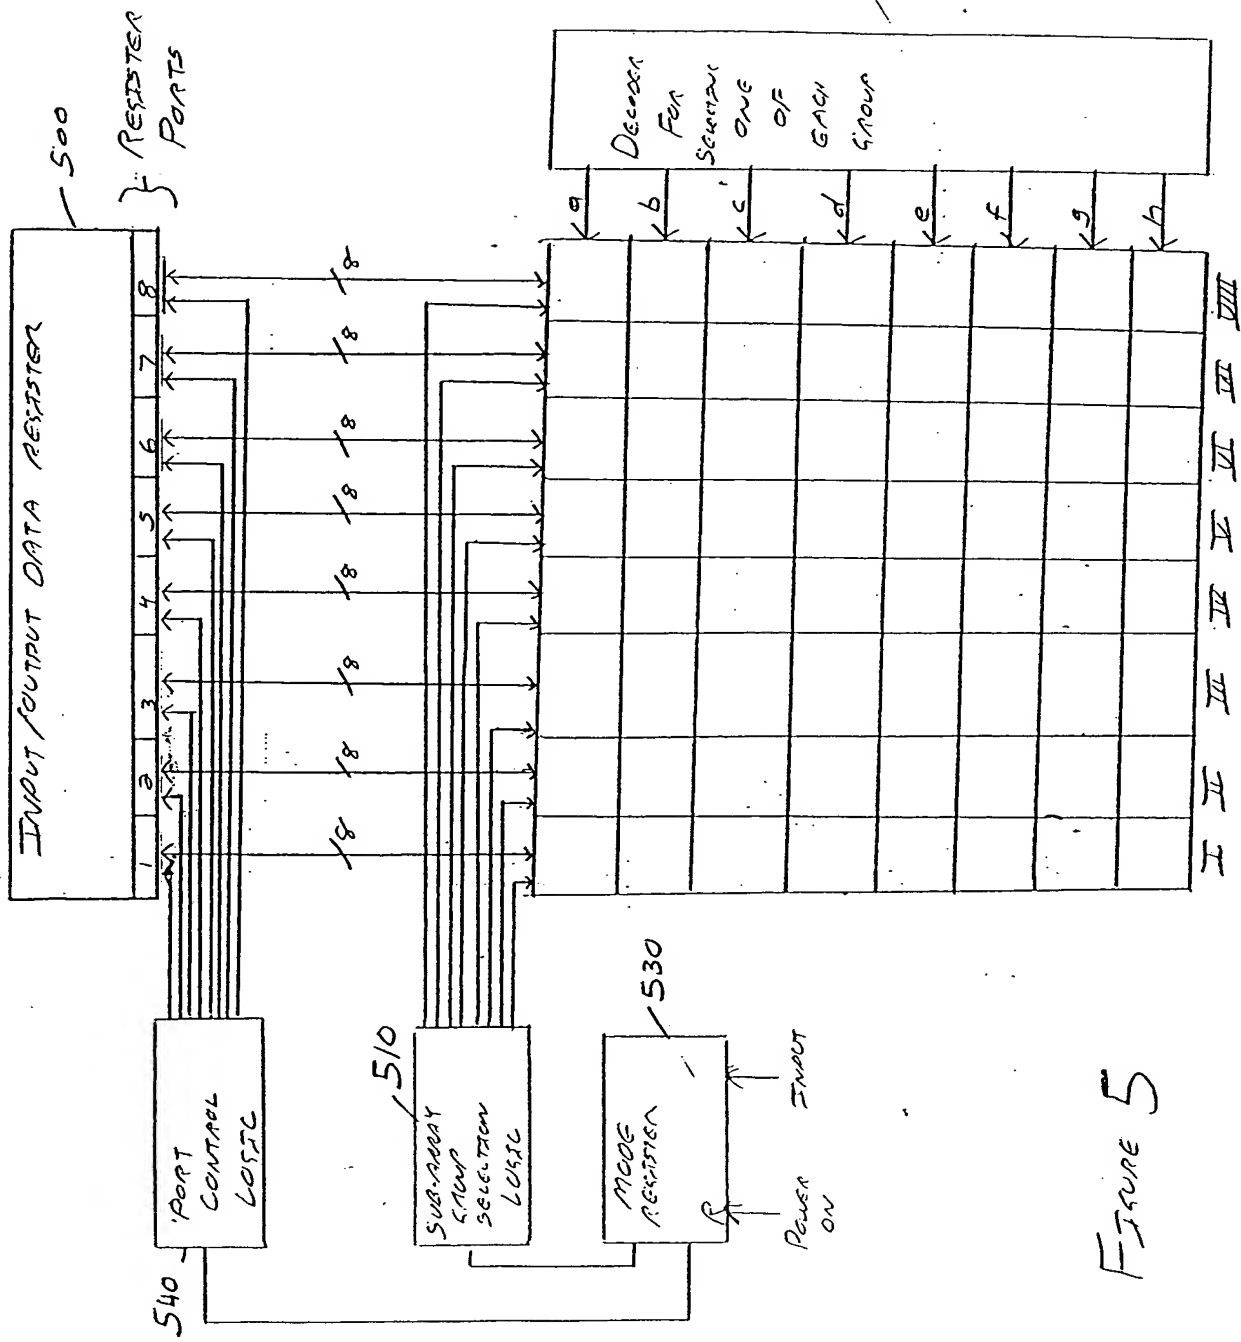 500
INPUT/OUTPUT DATA REGISTER
1 2 3 4 5 6 7 8
} REGISTER
PORTS
540
PORT
CONTROL
LOGIC
8 8 8 8 8 8 8 8
510
SUB-ARRAY
GROUP
SELECTION
LOGIC
530
MODE
REGISTER
R
POWER
ON
INPUT
DECODER
FOR
SELECTING
ONE
OF
EACH
GROUP
a
b
c
d
e
f
g
h
I II III IV V VI VII VIII
FIGURE 5